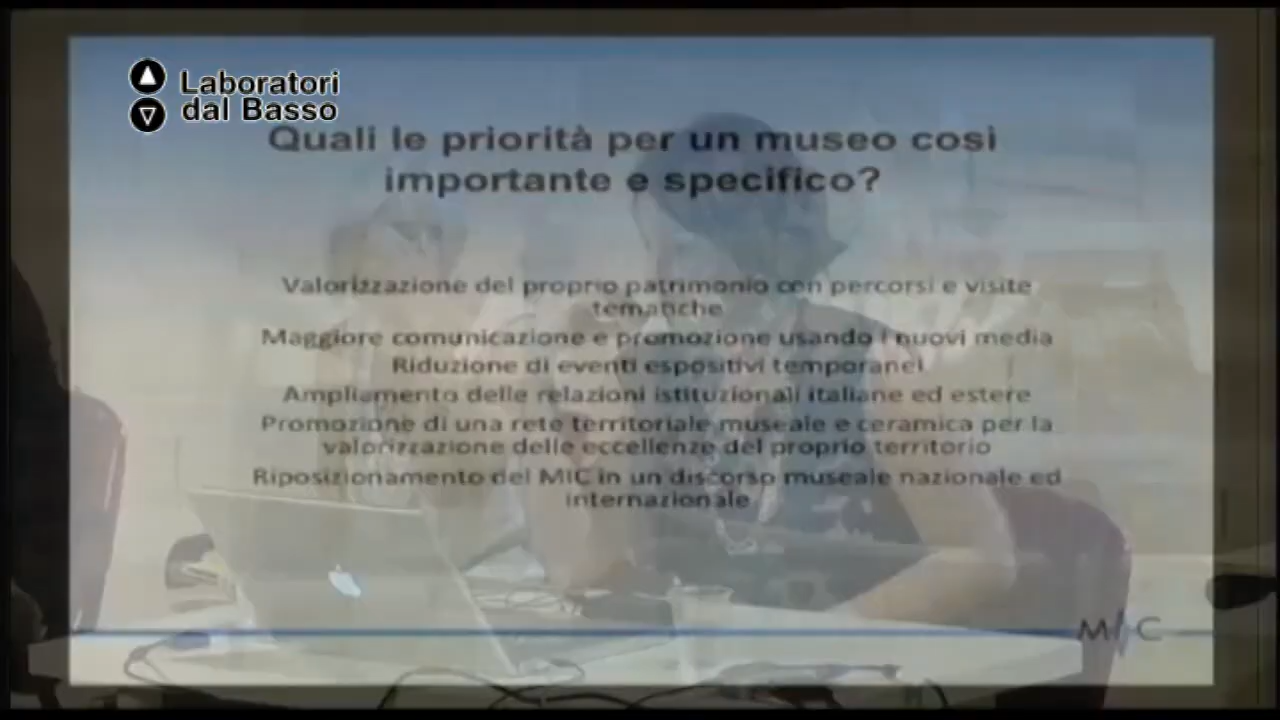 Laboratori
dal Basso
Quali le priorità per un museo così
importante e specifico?
Valorizzazione del proprio patrimonio con percorsi e visite
tematiche
Maggiore comunicazione e promozione usando i nuovi media
Riduzione di eventi espositivi temporanei
Ampliamento delle relazioni istituzionali italiane ed estere
Promozione di una rete territoriale museale e ceramica per la
valorizzazione delle eccellenze del proprio territorio
Riposizionamento del MIC in un discorso museale nazionale ed
internazionale
MIC